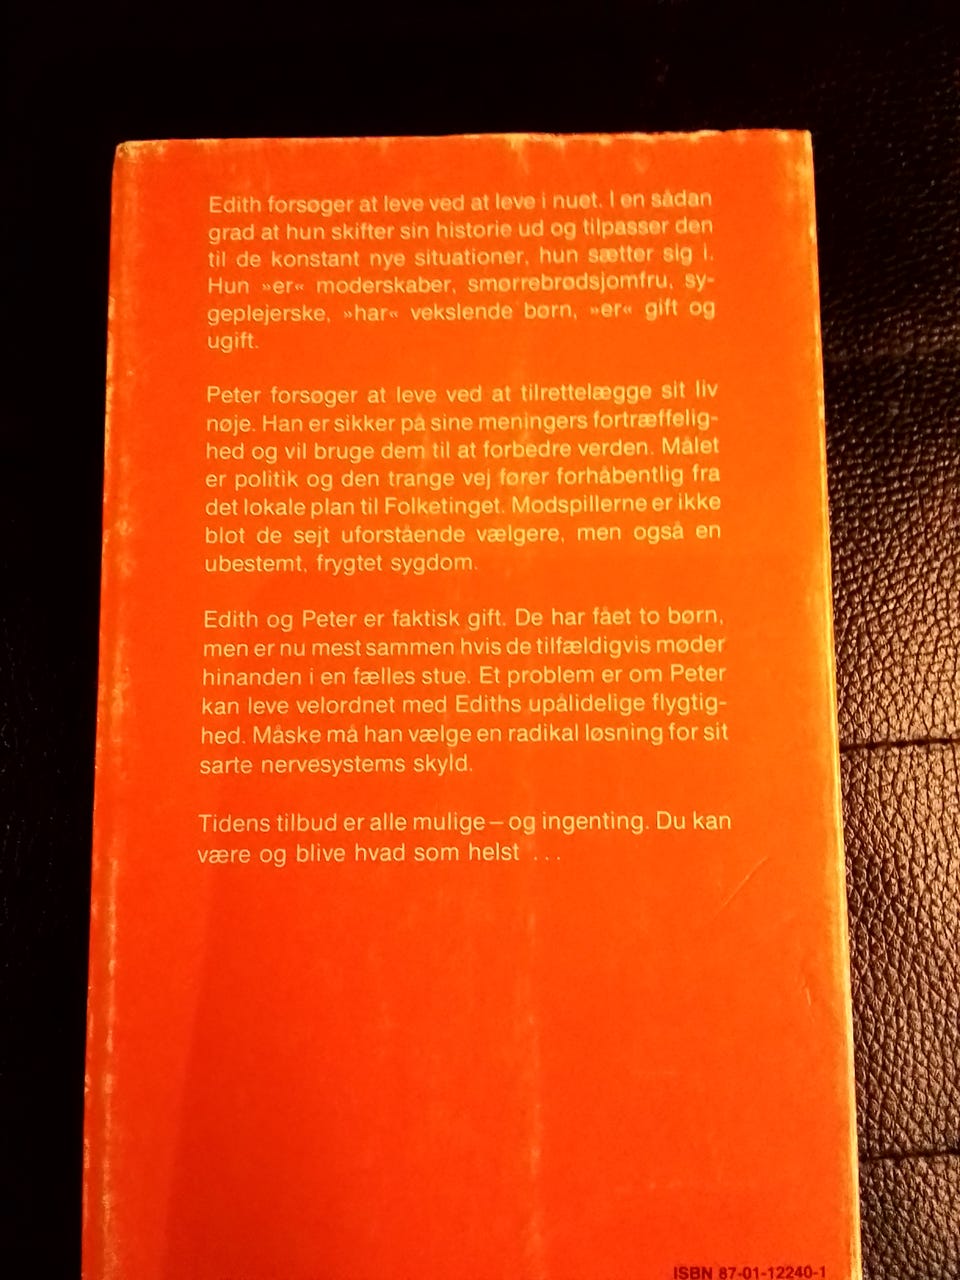 Edith forsøger at leve ved at leve i nuet. I en sådan
grad at hun skifter sin historie ud og tilpasser den
til de konstant nye situationer, hun sætter sig i.
Hun »er« moderskaber, smørrebrødsjomfru, sy-
geplejerske, »har« vekslende børn, »er« gift og
ugift.
Peter forsøger at leve ved at tilrettelægge sit liv
nøje. Han er sikker på sine meningers fortræffelig-
hed og vil bruge dem til at forbedre verden. Målet
er politik og den trange vej fører forhåbentlig fra
det lokale plan til Folketinget. Modspillerne er ikke
blot de sejt uforstående vælgere, men også en
ubestemt, frygtet sygdom.
Edith og Peter er faktisk gift. De har fået to børn,
men er nu mest sammen hvis de tilfældigvis møder
hinanden i en fælles stue. Et problem er om Peter
kan leve velordnet med Ediths upålidelige flygtig-
hed. Måske må han vælge en radikal løsning for sit
sarte nervesystems skyld.
Tidens tilbud er alle mulige – og ingenting. Du kan
være og blive hvad som helst ...
ISBN 87-01-12240-1